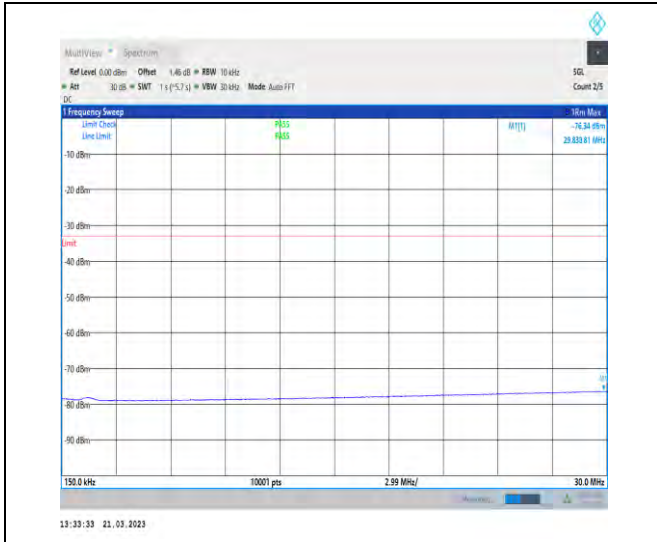 MultiView Spectrum
Ref Level 0.00 dBm Offset 1.46 dB RBW 10 kHz SGL
Att 30 dB SWT 1 s (~5.7 s) VBW 30 kHz Mode Auto FFT Count 2/5
DC
1 Frequency Sweep 1Rm Max
Limit Check PASS M1[1] -76.34 dBm
Line Limit PASS 29.830 81 MHz
-10 dBm
-20 dBm
-30 dBm
Limit
-40 dBm
-50 dBm
-60 dBm
-70 dBm
M1
-80 dBm
-90 dBm
150.0 kHz 10001 pts 2.99 MHz/ 30.0 MHz
13:33:33 21.03.2023